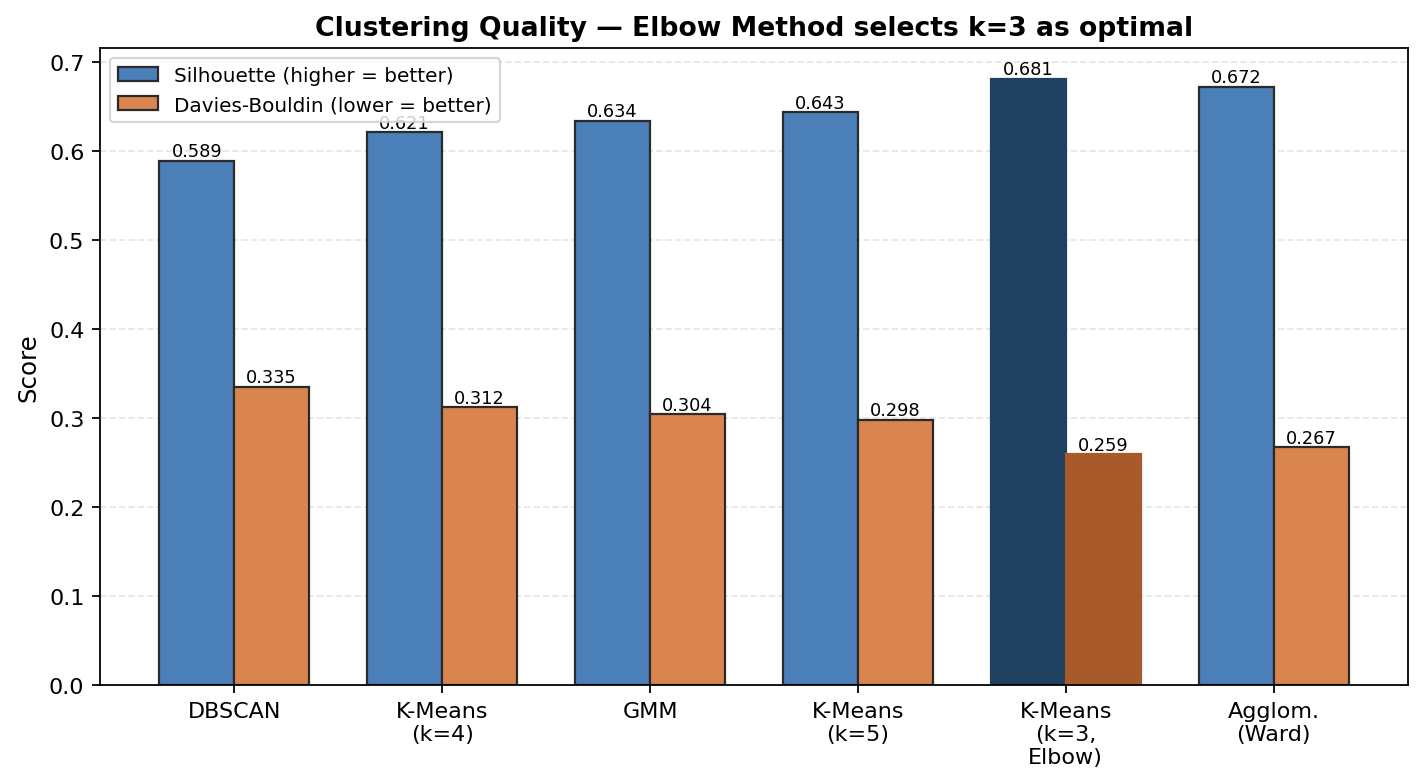 Clustering Quality — Elbow Method selects k=3 as optimal
Silhouette (higher = better)
Davies-Bouldin (lower = better)
Score
0.7
0.6
0.5
0.4
0.3
0.2
0.1
0.0
0.589
0.335
0.621
0.312
0.634
0.304
0.643
0.298
0.681
0.259
0.672
0.267
DBSCAN
K-Means
(k=4)
GMM
K-Means
(k=5)
K-Means
(k=3,
Elbow)
Agglom.
(Ward)